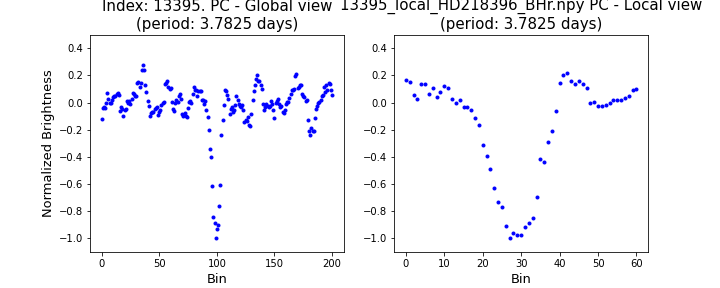 Index: 13395. PC - Global view
(period: 3.7825 days)
13395_local_HD218396_BHr.npy PC - Local view
(period: 3.7825 days)
Normalized Brightness
0.4
0.2
0.0
−0.2
−0.4
−0.6
−0.8
−1.0
0 50 100 150 200
Bin
0.4
0.2
0.0
−0.2
−0.4
−0.6
−0.8
−1.0
0 10 20 30 40 50 60
Bin